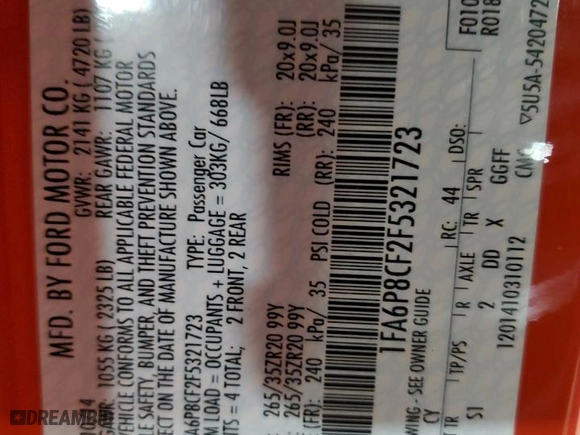 MFD. BY FORD MOTOR CO.
GVWR: 2141 KG ( 4720 LB)
GAWR: 1055 KG ( 2325 LB) REAR GAWR: 1107 KG
VEHICLE CONFORMS TO ALL APPLICABLE FEDERAL MOTOR
SAFETY, BUMPER, AND THEFT PREVENTION STANDARDS
ON THE DATE OF MANUFACTURE SHOWN ABOVE.
A6P8CF2F5321723 TYPE: Passenger Car
LOAD = OCCUPANTS + LUGGAGE = 303KG/ 668LB
= 4 TOTAL; 2 FRONT, 2 REAR
265/35ZR20 99Y RIMS (FR): 20x9.0J
265/35ZR20 99Y (RR): 20x9.0J
(FR): 240 kPa/ 35 PSI COLD (RR): 240 kPa/ 35
1FA6P8CF2F5321723
- SEE OWNER GUIDE
CY RC: 44 DSO: F010
R018
TR TP/PS R AXLE TR SPR
S1 2 DD X GGFF
1201410310112 ▽5U5A-5420472
DREAMBID